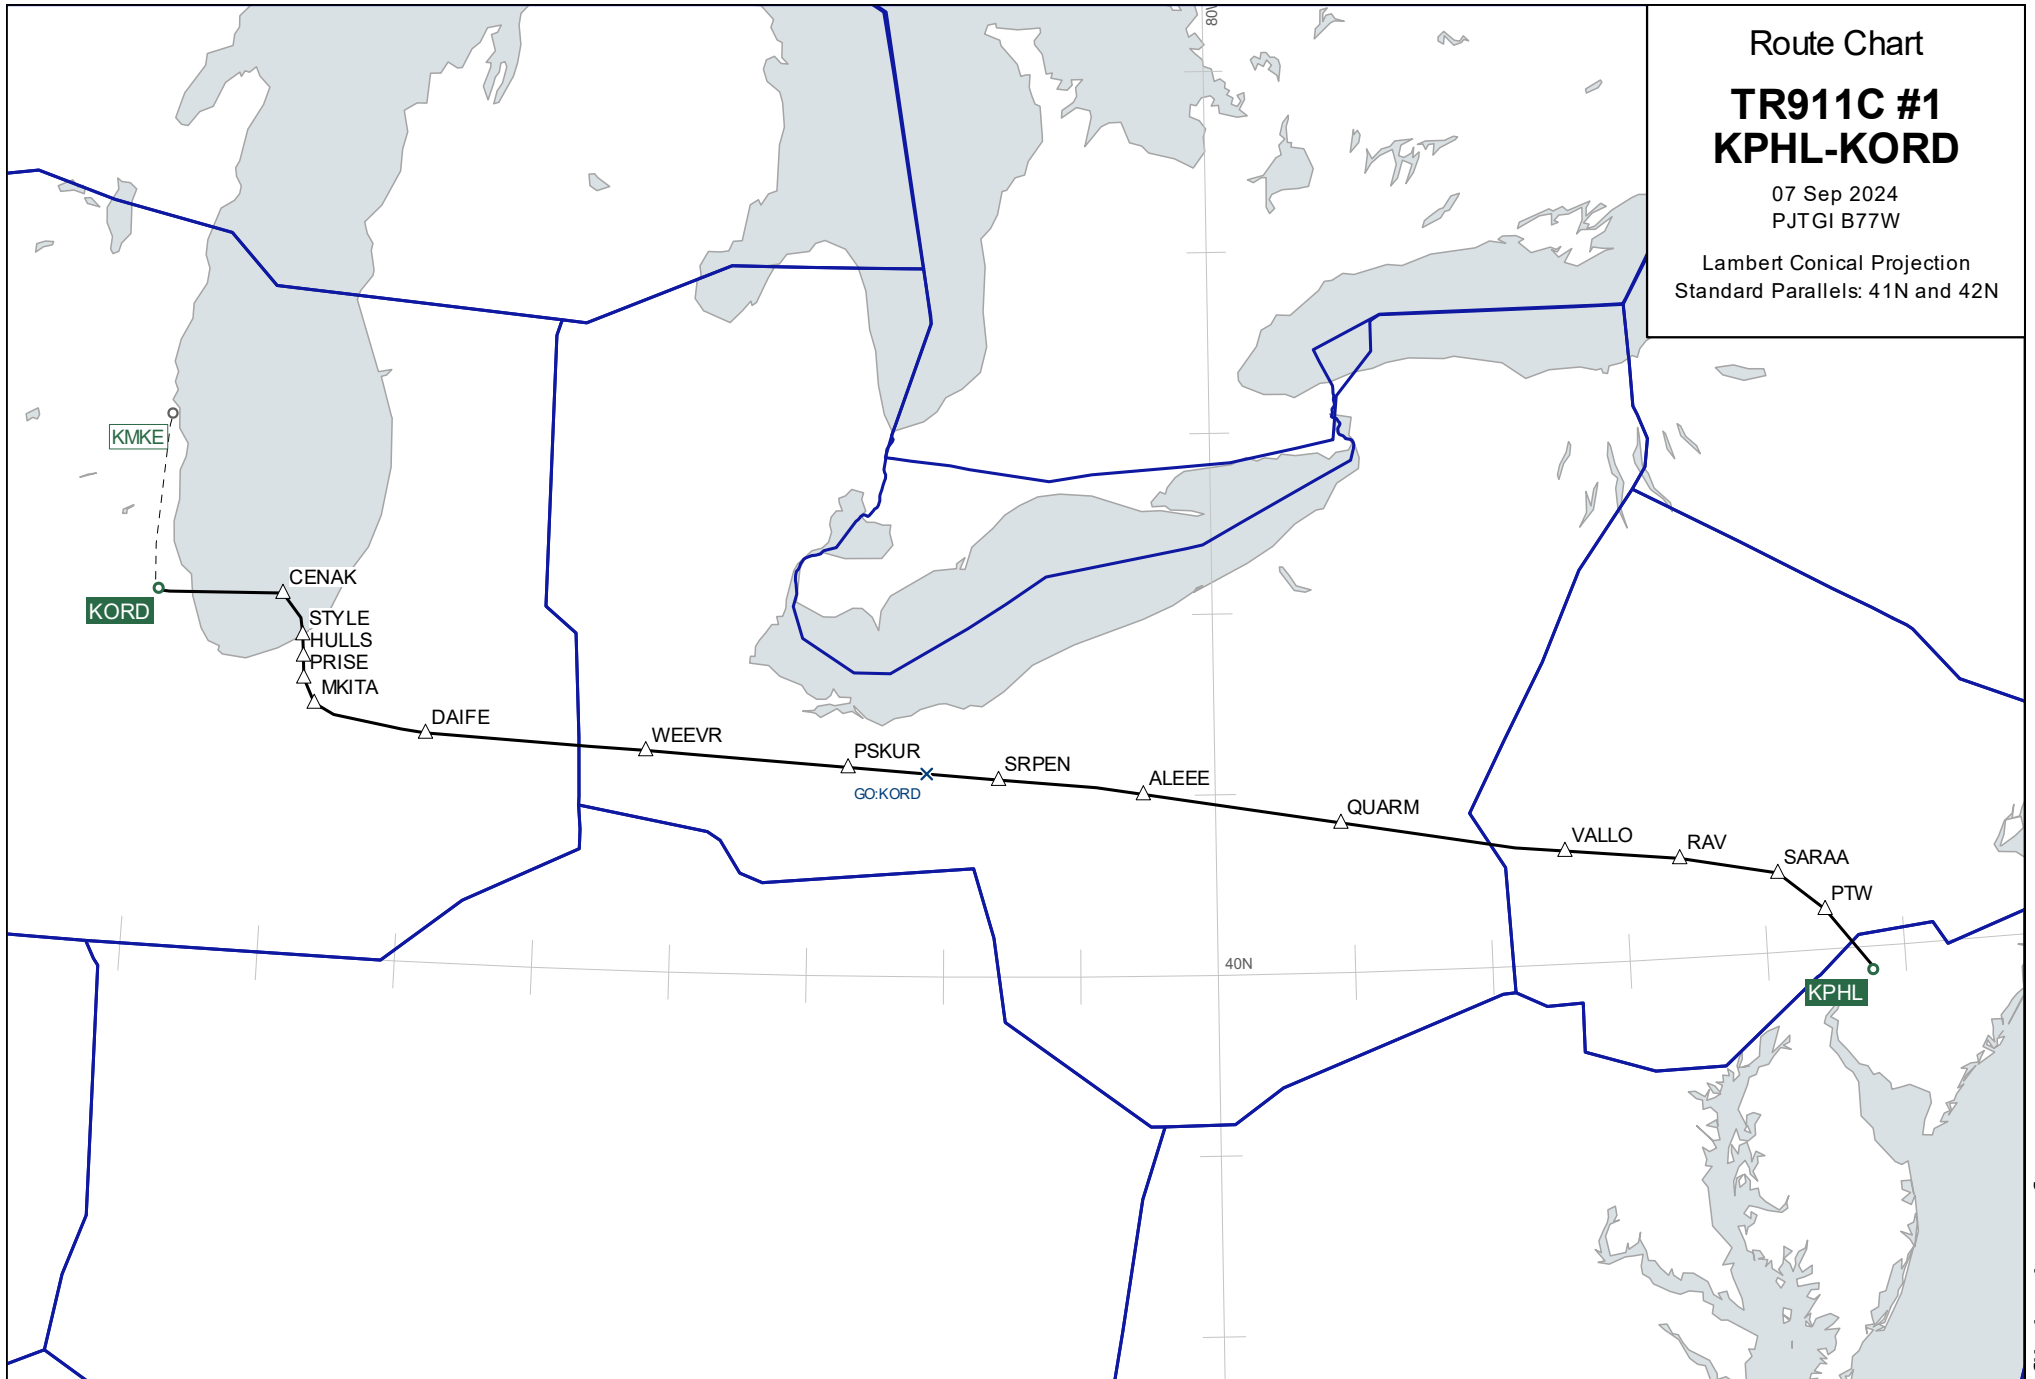 80W
Route Chart
TR911C #1
KPHL-KORD
07 Sep 2024
PJTGI B77W
Lambert Conical Projection
Standard Parallels: 41N and 42N
KMKE
CENAK
KORD
STYLE
HULLS
PRISE
MKITA
DAIFE
WEEVR
PSKUR
SRPEN
ALEEE
GO:KORD
QUARM
VALLO
RAV
SARAA
PTW
40N
KPHL